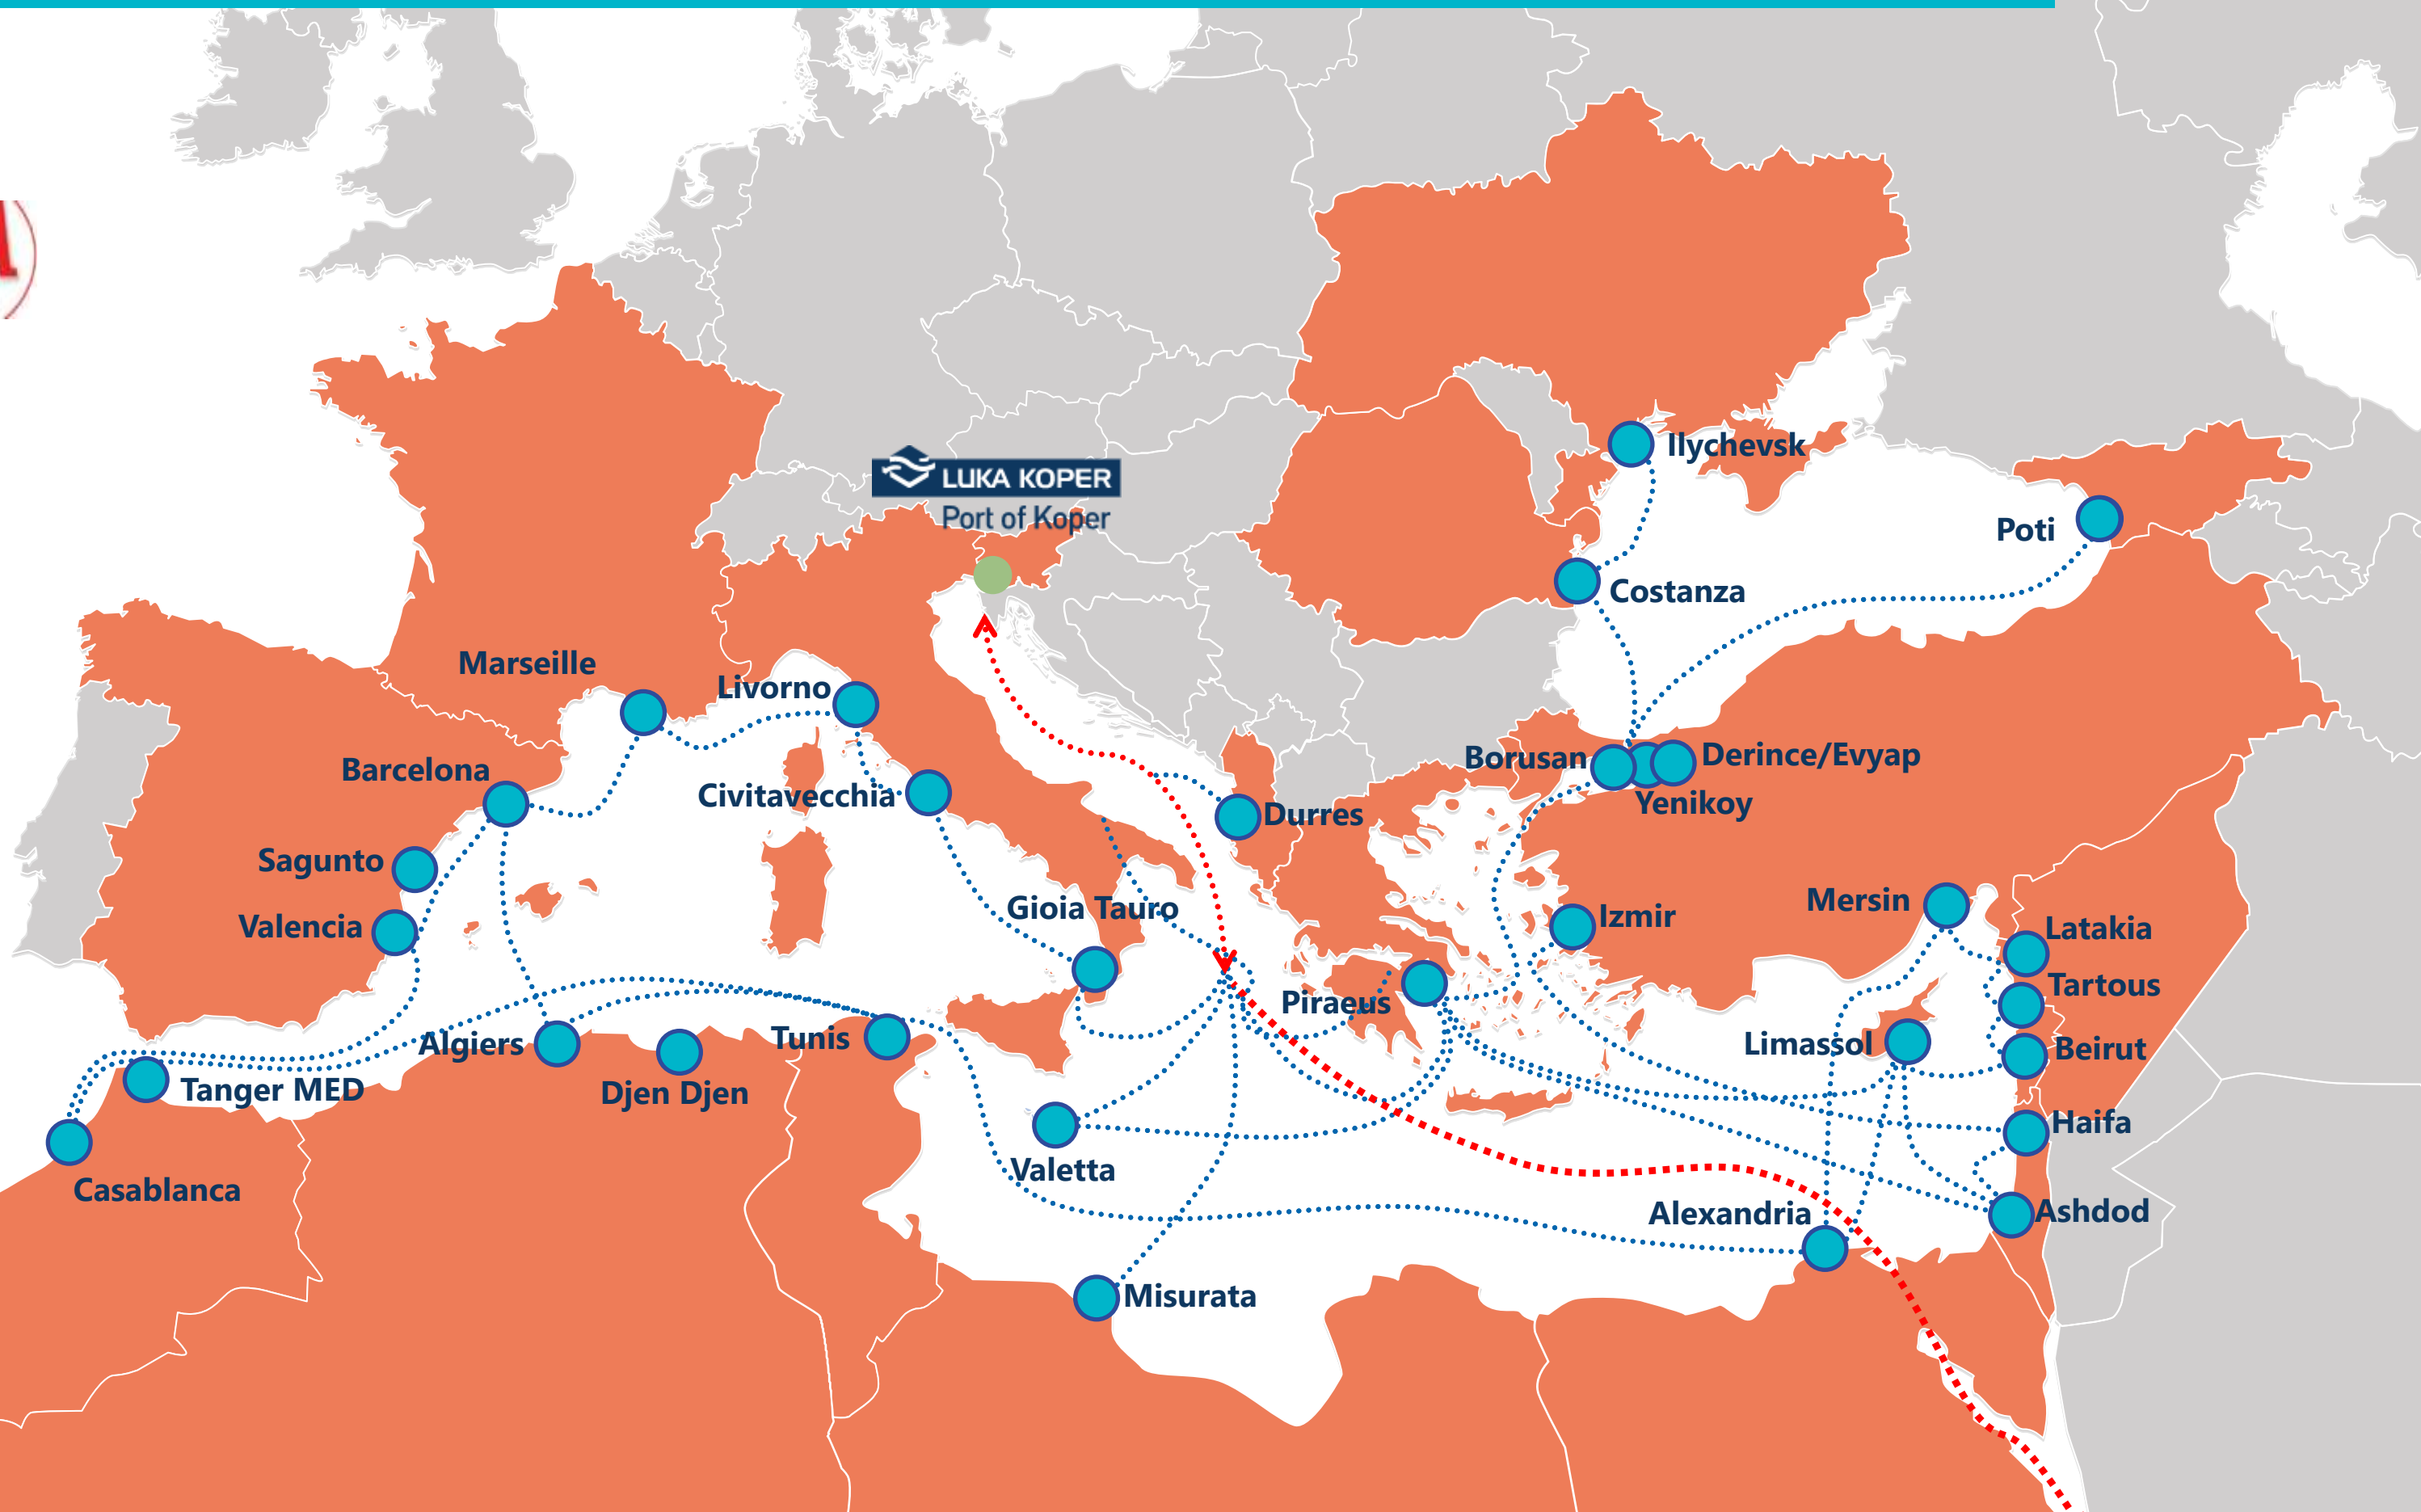 LUKA KOPER
Port of Koper
Ilychevsk
Poti
Costanza
Marseille
Livorno
Borusan
Derince/Evyap
Barcelona
Civitavecchia
Yenikoy
Durres
Sagunto
Gioia Tauro
Mersin
Izmir
Valencia
Latakia
Tartous
Piraeus
Tunis
Algiers
Limassol
Beirut
Tanger MED
Djen Djen
Haifa
Valetta
Casablanca
Alexandria
Ashdod
Misurata